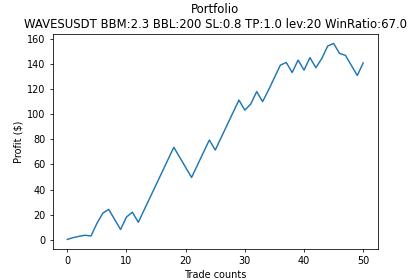 Portfolio
WAVESUSDT BBM:2.3 BBL:200 SL:0.8 TP:1.0 lev:20 WinRatio:67.0
160
140
120
100
80
60
40
20
0
Profit ($)
0 10 20 30 40 50
Trade counts